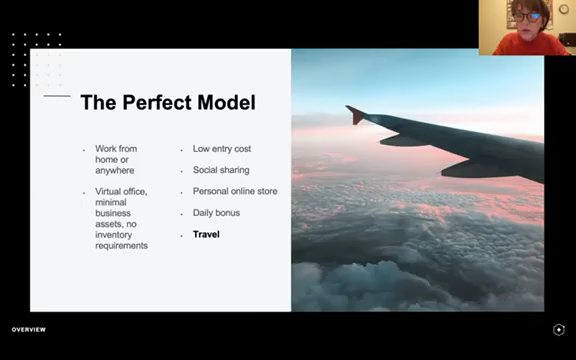 The Perfect Model
Work from
home or
anywhere
Virtual office,
minimal
business
assets, no
inventory
requirements
Low entry cost
Social sharing
Personal online store
Daily bonus
Travel
OVERVIEW